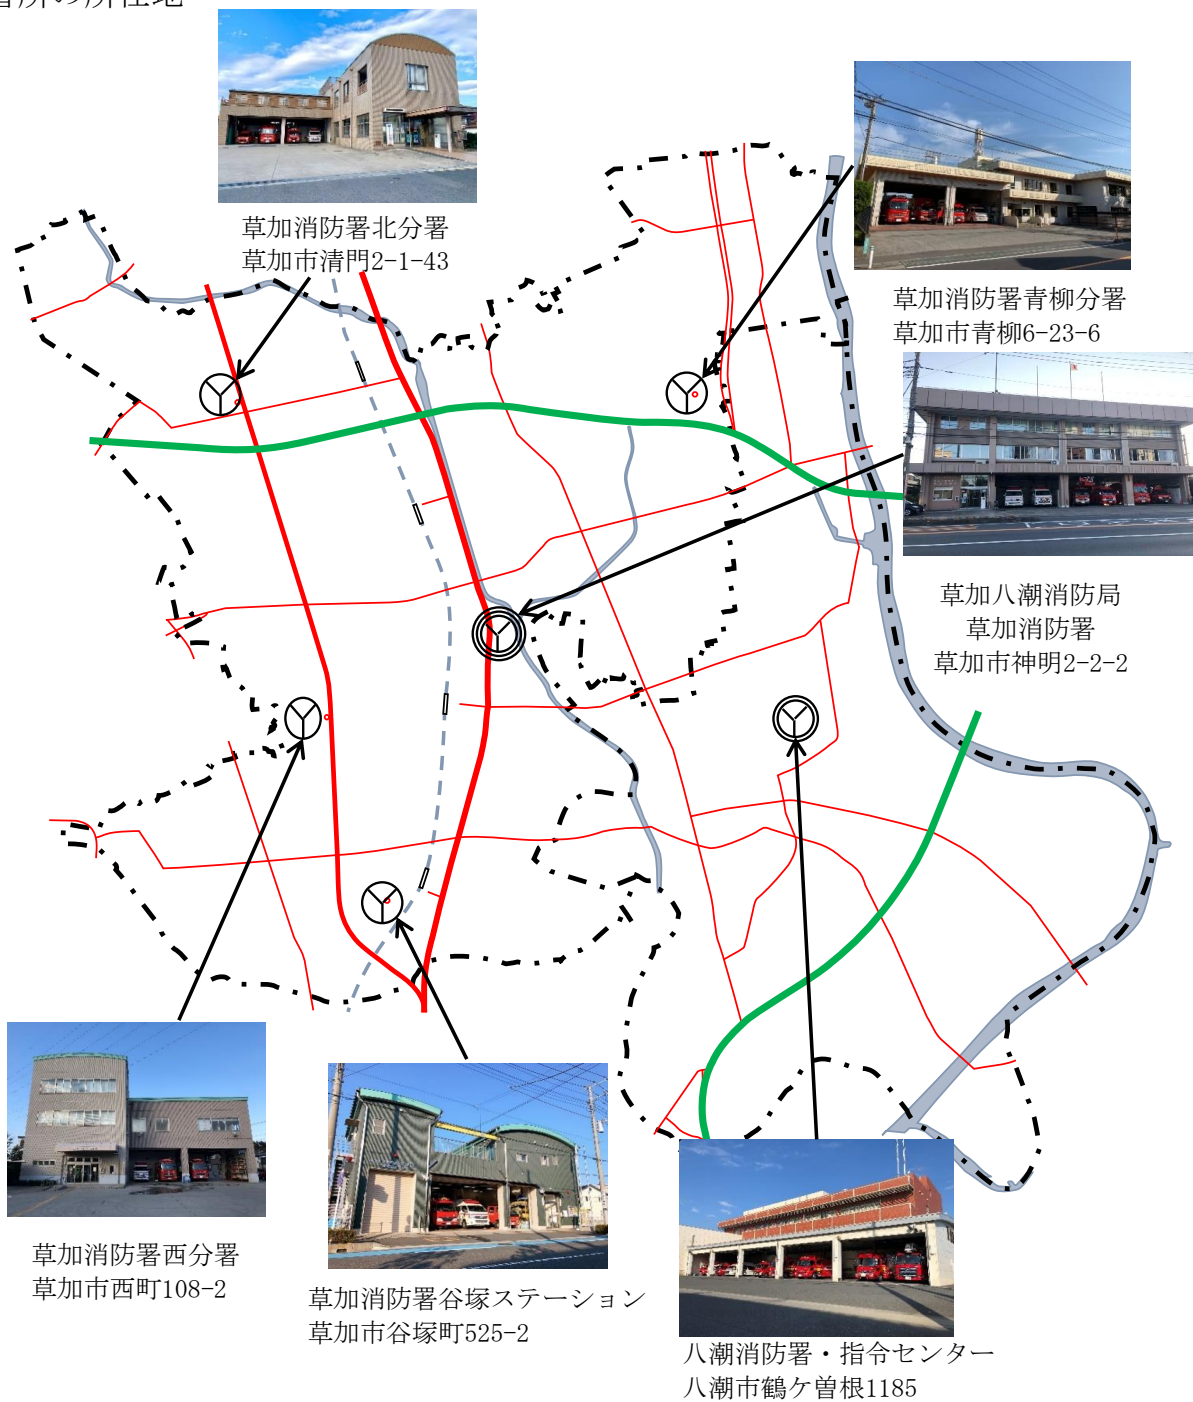 の所在地
草加消防署北分署
草加市清門2-1-43
草加消防署青柳分署
草加市青柳6-23-6
草加八潮消防局
草加消防署
草加市神明2-2-2
草加消防署西分署
草加市西町108-2
草加消防署谷塚ステーション
草加市谷塚町525-2
八潮消防署・指令センター
八潮市鶴ケ曽根1185